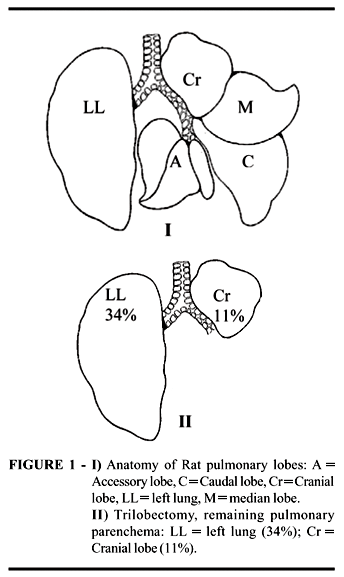 LL
Cr
M
A
C
I
LL
34%
Cr
11%
II
FIGURE 1 - I) Anatomy of Rat pulmonary lobes: A =
Accessory lobe, C=Caudal lobe, Cr=Cranial
lobe, LL= left lung, M=median lobe.
II) Trilobectomy, remaining pulmonary
parenchema: LL = left lung (34%); Cr =
Cranial lobe (11%).